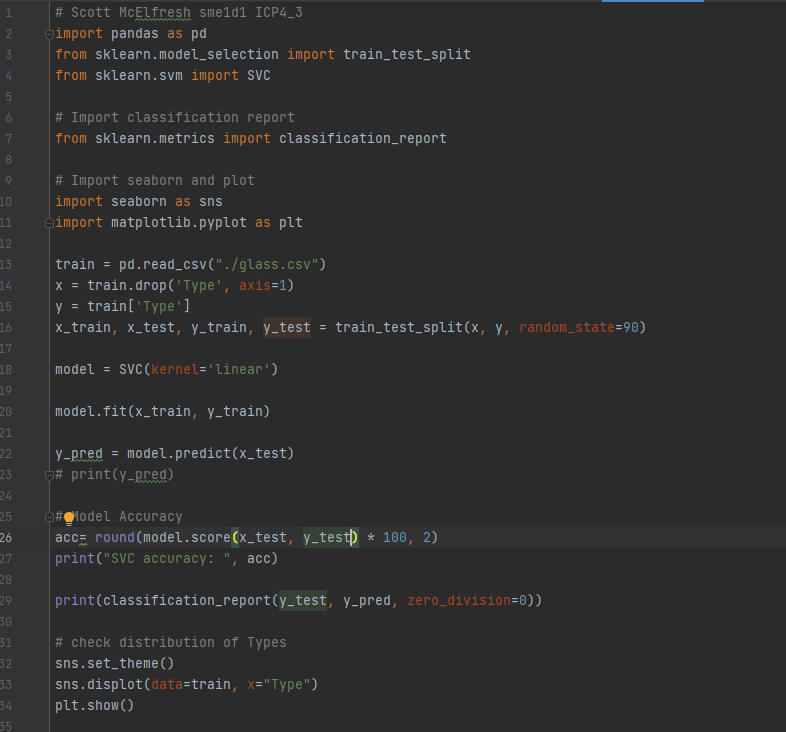 1 # Scott McElfresh sme1d1 ICP4_3
2 import pandas as pd
3 from sklearn.model_selection import train_test_split
4 from sklearn.svm import SVC
5
6 # Import classification report
7 from sklearn.metrics import classification_report
8
9 # Import seaborn and plot
10 import seaborn as sns
11 import matplotlib.pyplot as plt
12
13 train = pd.read_csv("./glass.csv")
14 x = train.drop('Type', axis=1)
15 y = train['Type']
16 x_train, x_test, y_train, y_test = train_test_split(x, y, random_state=90)
17
18 model = SVC(kernel='linear')
19
20 model.fit(x_train, y_train)
21
22 y_pred = model.predict(x_test)
23 # print(y_pred)
24
25 # Model Accuracy
26 acc= round(model.score(x_test, y_test) * 100, 2)
27 print("SVC accuracy: ", acc)
28
29 print(classification_report(y_test, y_pred, zero_division=0))
30
31 # check distribution of Types
32 sns.set_theme()
33 sns.displot(data=train, x="Type")
34 plt.show()
35